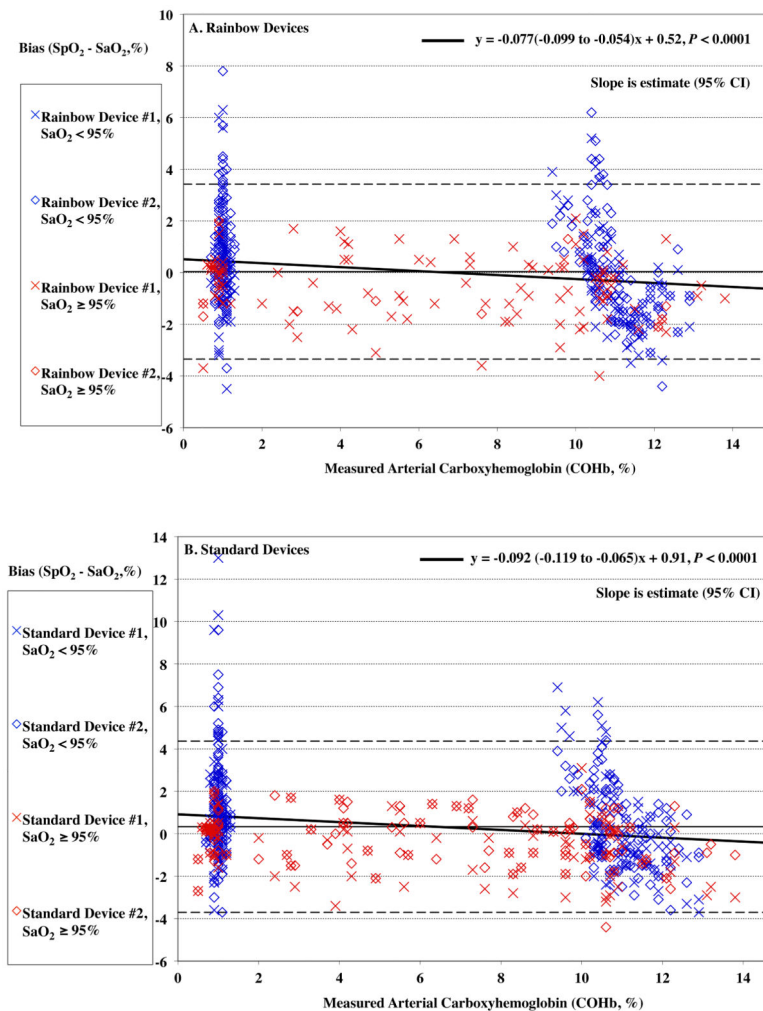 A. Rainbow Devices
y = -0.077(-0.099 to -0.054)x + 0.52, P < 0.0001
Slope is estimate (95% CI)
Bias (SpO2 - SaO2,%)
Rainbow Device #1,
SaO2 < 95%
Rainbow Device #2,
SaO2 < 95%
Rainbow Device #1,
SaO2 ≥ 95%
Rainbow Device #2,
SaO2 ≥ 95%
10
8
6
4
2
0
-2
-4
-6
0 2 4 6 8 10 12 14
Measured Arterial Carboxyhemoglobin (COHb, %)
B. Standard Devices
y = -0.092 (-0.119 to -0.065)x + 0.91, P < 0.0001
Slope is estimate (95% CI)
Bias (SpO2 - SaO2,%)
Standard Device #1,
SaO2 < 95%
Standard Device #2,
SaO2 < 95%
Standard Device #1,
SaO2 ≥ 95%
Standard Device #2,
SaO2 ≥ 95%
14
12
10
8
6
4
2
0
-2
-4
-6
0 2 4 6 8 10 12 14
Measured Arterial Carboxyhemoglobin (COHb, %)